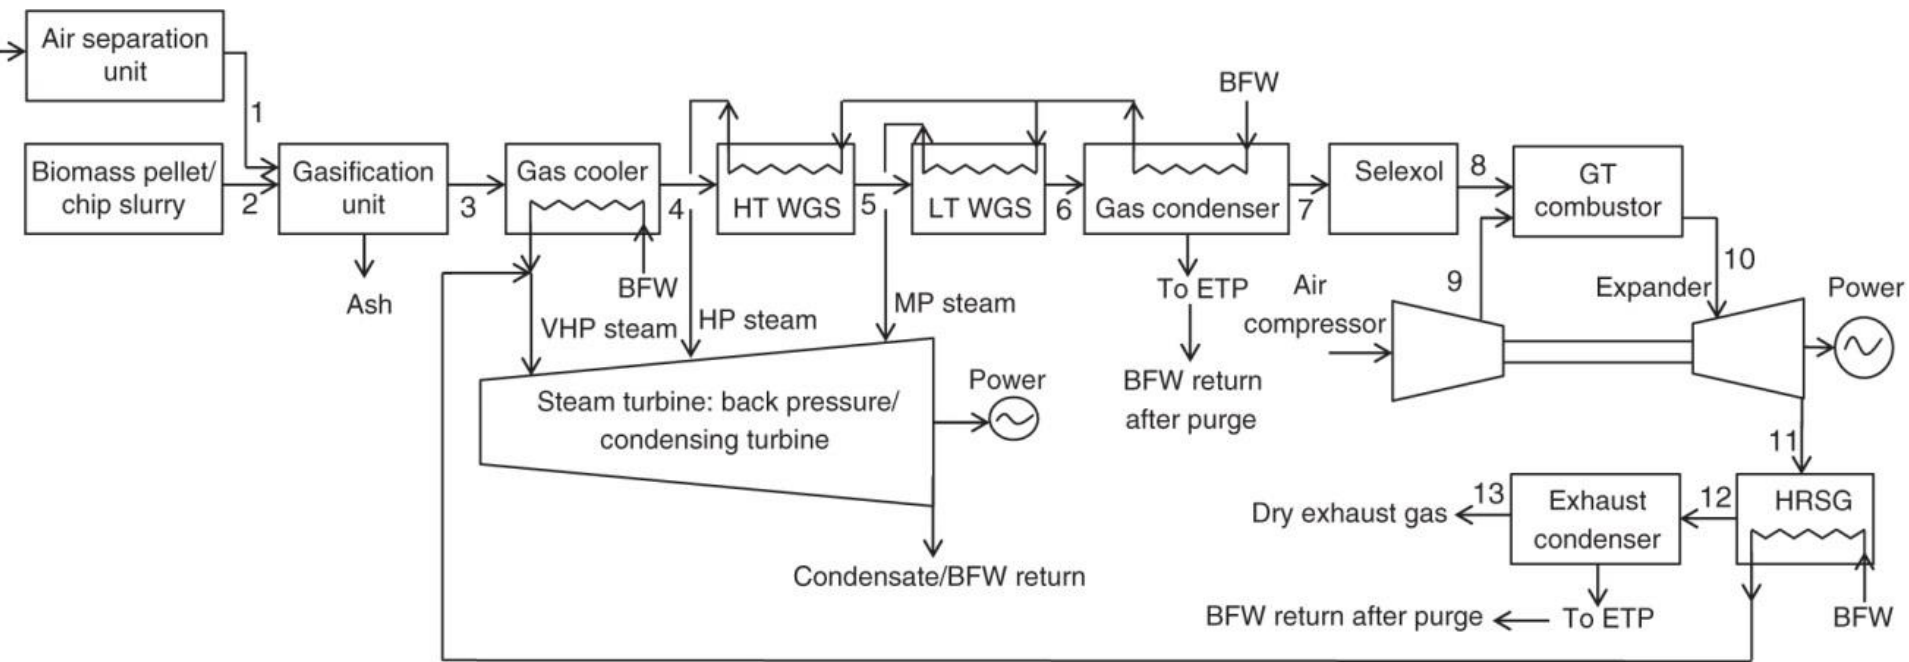 Air separation
unit
1
Biomass pellet/
chip slurry
2
Gasification
unit
Ash
3
Gas cooler
BFW
4
HT WGS
5
LT WGS
6
BFW
Gas condenser
7
Selexol
8
GT
combustor
9
10
To ETP
BFW return
after purge
Air
compressor
Expander
Power
VHP steam
HP steam
MP steam
Steam turbine: back pressure/
condensing turbine
Power
Condensate/BFW return
11
HRSG
BFW
12
Exhaust
condenser
13
Dry exhaust gas
To ETP
BFW return after purge